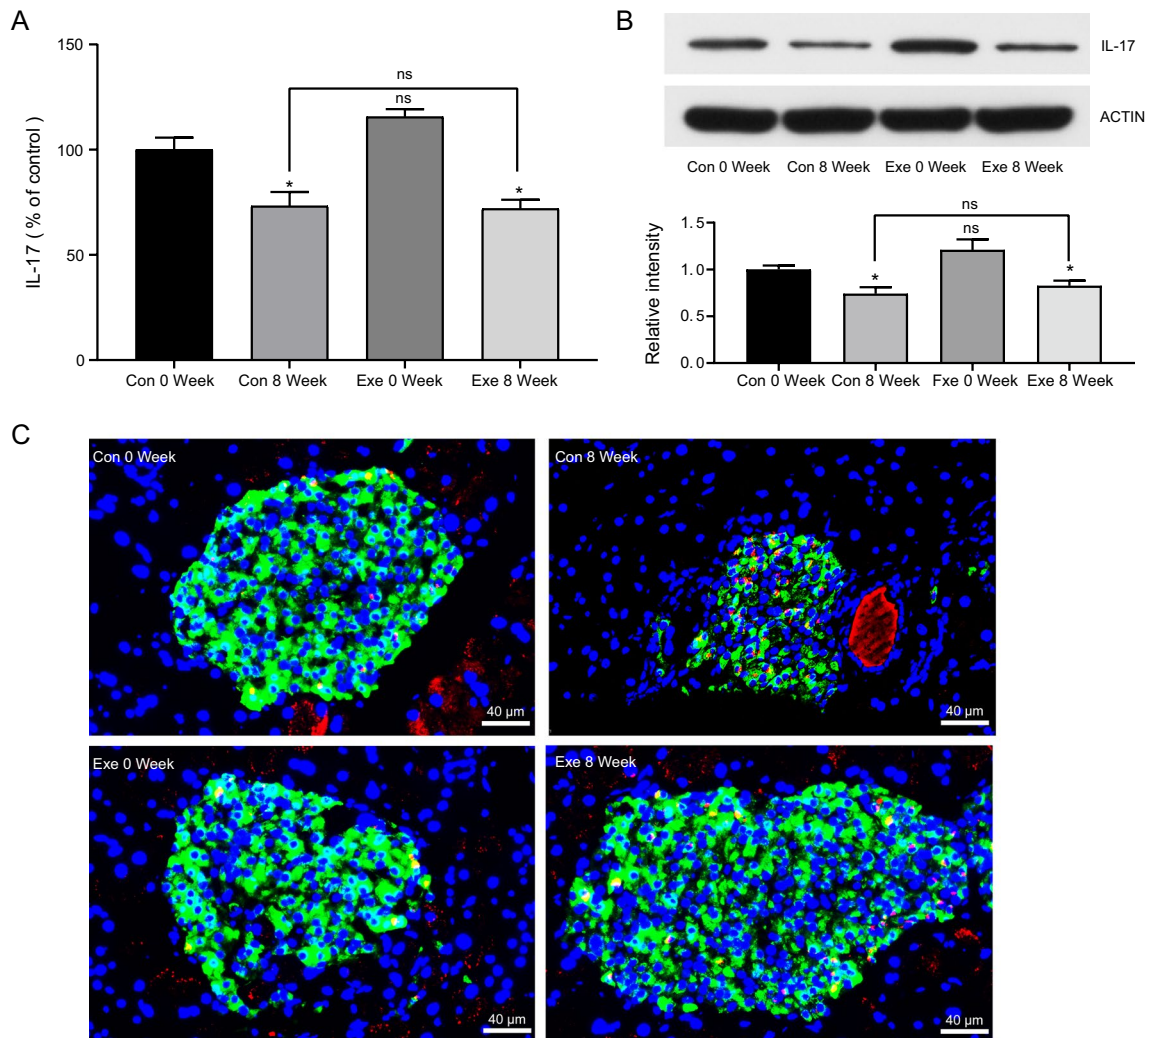 A
150
100
50
0
IL-17 ( % of control )
ns
ns
*
*
Con 0 Week
Con 8 Week
Exe 0 Week
Exe 8 Week
B
IL-17
ACTIN
Con 0 Week
Con 8 Week
Exe 0 Week
Exe 8 Week
1.5
1.0
0.5
0.0
Relative intensity
ns
ns
*
*
Con 0 Week
Con 8 Week
Fxe 0 Week
Exe 8 Week
C
Con 0 Week
40 µm
Con 8 Week
40 µm
Exe 0 Week
40 µm
Exe 8 Week
40 µm